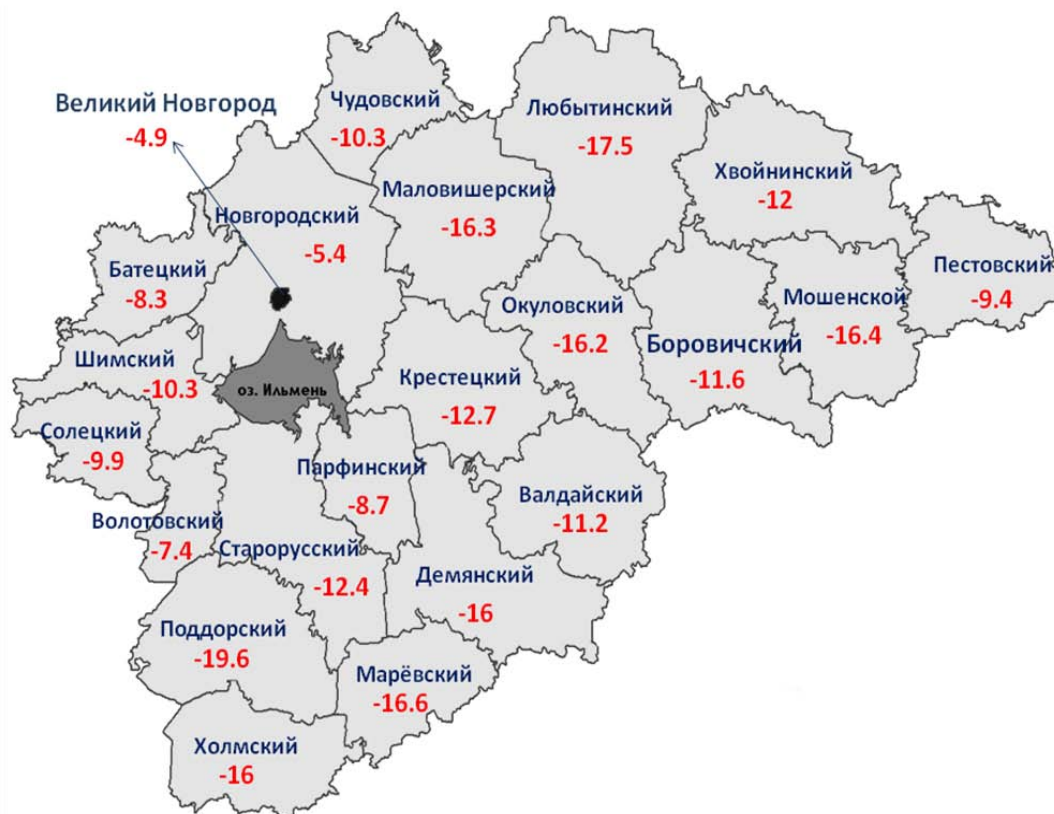 Великий Новгород
-4.9
Чудовский
-10.3
Любытинский
-17.5
Хвойнинский
-12
Маловишерский
-16.3
Новгородский
-5.4
Батецкий
-8.3
Пестовский
-9.4
Мошенской
-16.4
Окуловский
-16.2
Боровичский
-11.6
Шимский
-10.3
оз. Ильмень
Крестецкий
-12.7
Солецкий
-9.9
Парфинский
-8.7
Валдайский
-11.2
Волотовский
-7.4
Старорусский
-12.4
Демянский
-16
Поддорский
-19.6
Марёвский
-16.6
Холмский
-16